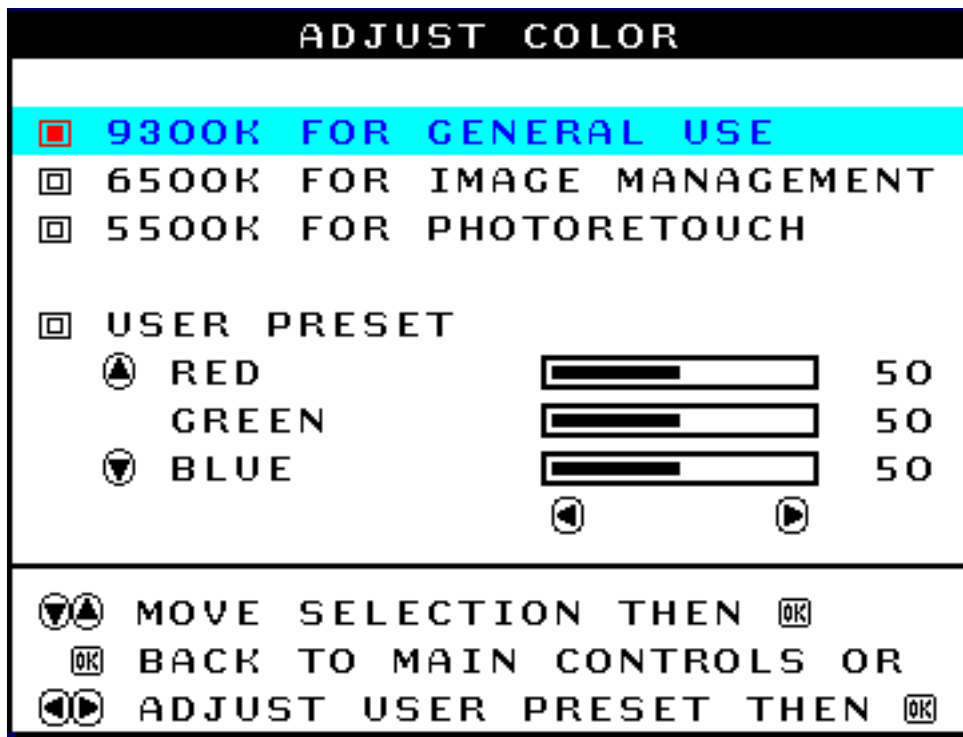 ADJUST COLOR
9300K FOR GENERAL USE
6500K FOR IMAGE MANAGEMENT
5500K FOR PHOTORETOUCH
USER PRESET
RED 50
GREEN 50
BLUE 50
MOVE SELECTION THEN OK
OK BACK TO MAIN CONTROLS OR
ADJUST USER PRESET THEN OK